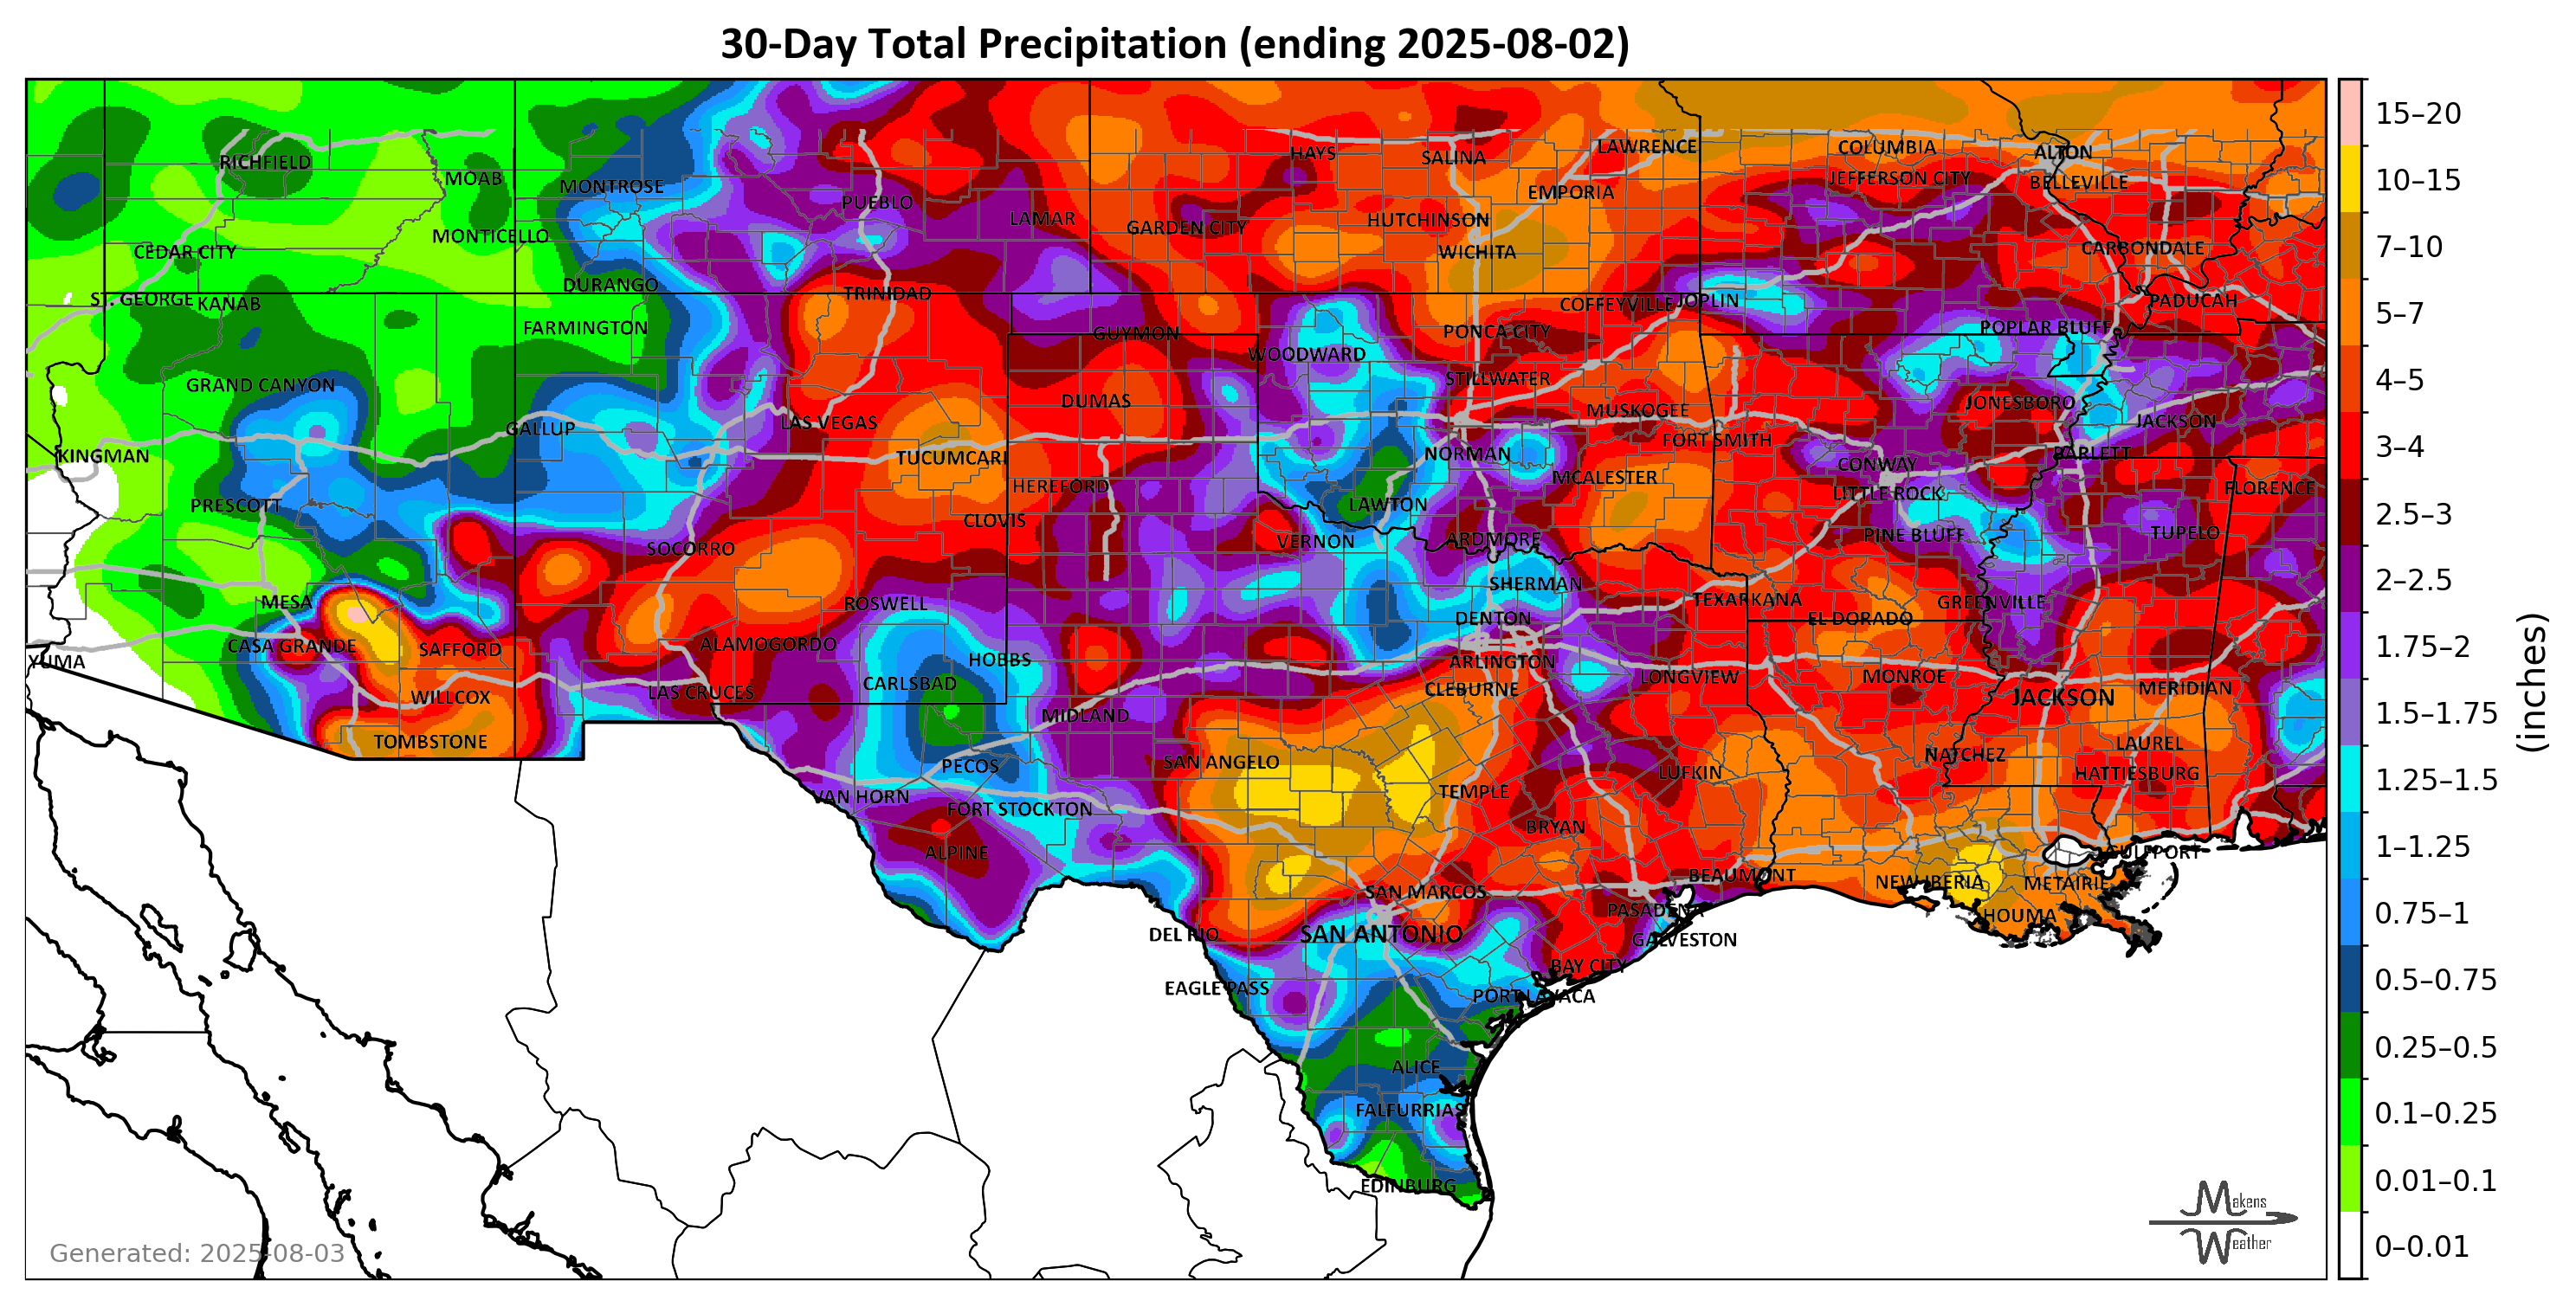 30-Day Total Precipitation (ending 2025-08-02)
15–20
10–15
7–10
5–7
4–5
3–4
2.5–3
2–2.5
1.75–2
1.5–1.75
1.25–1.5
1–1.25
0.75–1
0.5–0.75
0.25–0.5
0.1–0.25
0.01–0.1
0–0.01
(inches)
RICHFIELD
MOAB
MONTROSE
PUEBLO
LAMAR
HAYS
SALINA
LAWRENCE
COLUMBIA
ALTON
JEFFERSON CITY
BELLEVILLE
EMPORIA
GARDEN CITY
HUTCHINSON
WICHITA
CARBONDALE
CEDAR CITY
MONTICELLO
DURANGO
TRINIDAD
ST. GEORGE
KANAB
FARMINGTON
GUYMON
WOODWARD
PONCA CITY
COFFEYVILLE
JOPLIN
PADUCAH
POPLAR BLUFF
GRAND CANYON
DUMAS
STILLWATER
MUSKOGEE
JONESBORO
JACKSON
GALLUP
LAS VEGAS
FORT SMITH
KINGMAN
TUCUMCARI
NORMAN
CONWAY
BARLETT
MCALESTER
HEREFORD
LITTLE ROCK
FLORENCE
PRESCOTT
LAWTON
CLOVIS
VERNON
ARDMORE
PINE BLUFF
TUPELO
SOCORRO
SHERMAN
MESA
ROSWELL
DENTON
TEXARKANA
EL DORADO
GREENVILLE
CASA GRANDE
SAFFORD
ALAMOGORDO
HOBBS
ARLINGTON
YUMA
LAS CRUCES
CARLSBAD
CLEBURNE
LONGVIEW
MONROE
JACKSON
MERIDIAN
WILLCOX
MIDLAND
TOMBSTONE
PECOS
SAN ANGELO
LUFKIN
NATCHEZ
LAUREL
HATTIESBURG
VAN HORN
FORT STOCKTON
TEMPLE
BRYAN
ALPINE
GULFPORT
BEAUMONT
NEW IBERIA
METAIRIE
SAN MARCOS
PASADENA
HOUMA
DEL RIO
SAN ANTONIO
GALVESTON
BAY CITY
EAGLE PASS
PORT LAVACA
ALICE
FALFURRIAS
EDINBURG
Generated: 2025-08-03
Makens
Weather